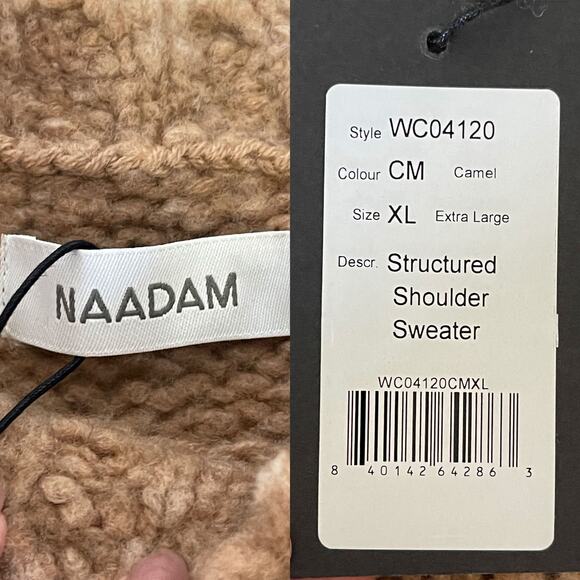 NAADAM
Style WC04120
Colour CM Camel
Size XL Extra Large
Descr. Structured
Shoulder
Sweater
WC04120CMXL
8 40142 64286 3